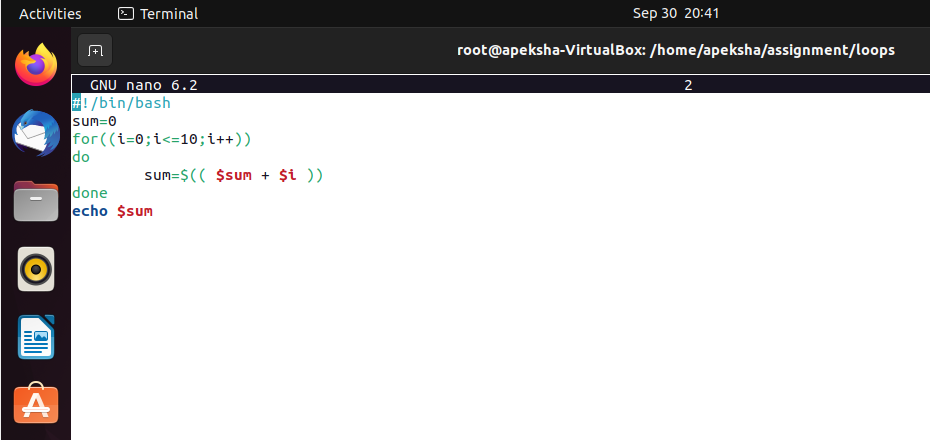 Activities Terminal Sep 30 20:41
root@apeksha-VirtualBox: /home/apeksha/assignment/loops
GNU nano 6.2 2
#!/bin/bash
sum=0
for((i=0;i<=10;i++))
do
        sum=$(( $sum + $i ))
done
echo $sum